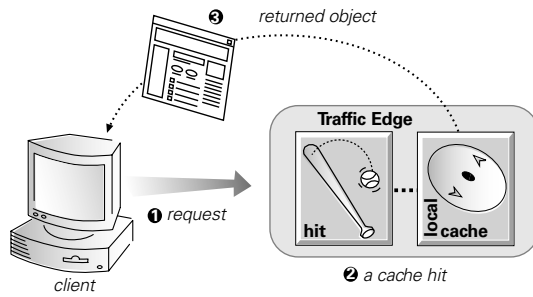 ❸ returned object
Traffic Edge
hit
local
cache
❶ request
❷ a cache hit
client